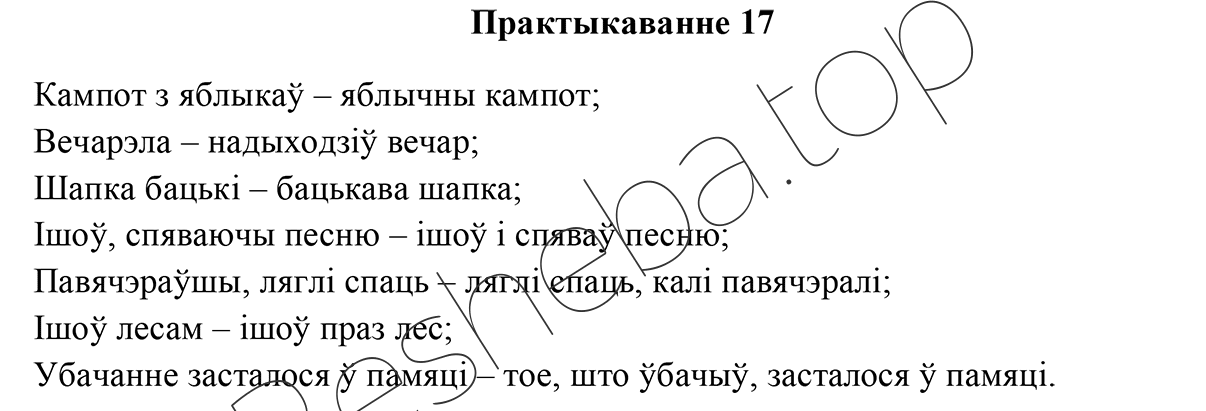 Практыкаванне 17
Кампот з яблыкаў – яблычны кампот;
Вечарэла – надыходзіў вечар;
Шапка бацькі – бацькава шапка;
Ішоў, спяваючы песню – ішоў і спяваў песню;
Павячэраўшы, ляглі спаць – ляглі спаць, калі павячэралі;
Ішоў лесам – ішоў праз лес;
Убачанне засталося ў памяці – тое, што ўбачыў, засталося ў памяці.
Resheba.top